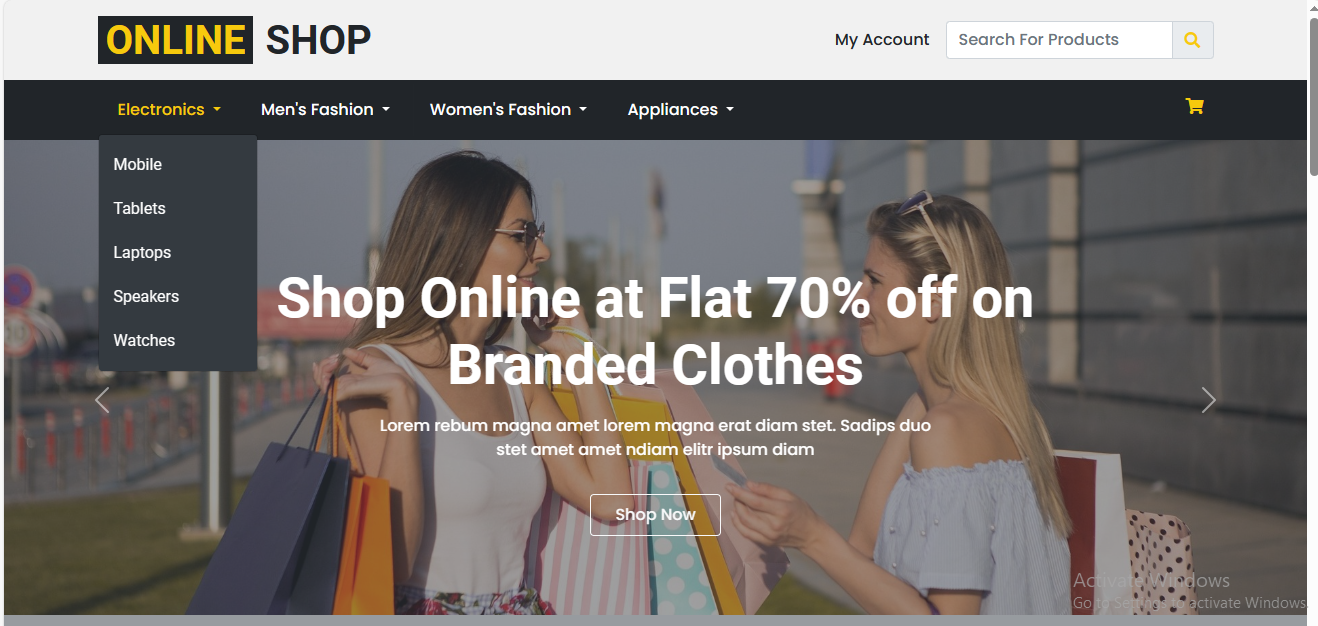 ONLINE SHOP
My Account
Search For Products
Electronics
Men's Fashion
Women's Fashion
Appliances
Mobile
Tablets
Laptops
Speakers
Watches
Shop Online at Flat 70% off on
Branded Clothes
Lorem rebum magna amet lorem magna erat diam stet. Sadips duo
stet amet amet ndiam elitr ipsum diam
Shop Now
Activate Windows
Go to Settings to activate Windows